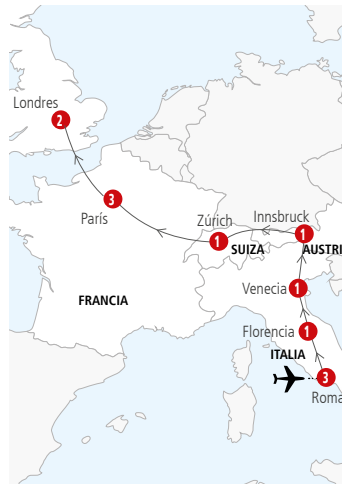 Londres
2
3
París
Zúrich
Innsbruck
1
1
SUIZA
AUSTRI
Venecia
1
FRANCIA
Florencia
1
ITALIA
3
Roma